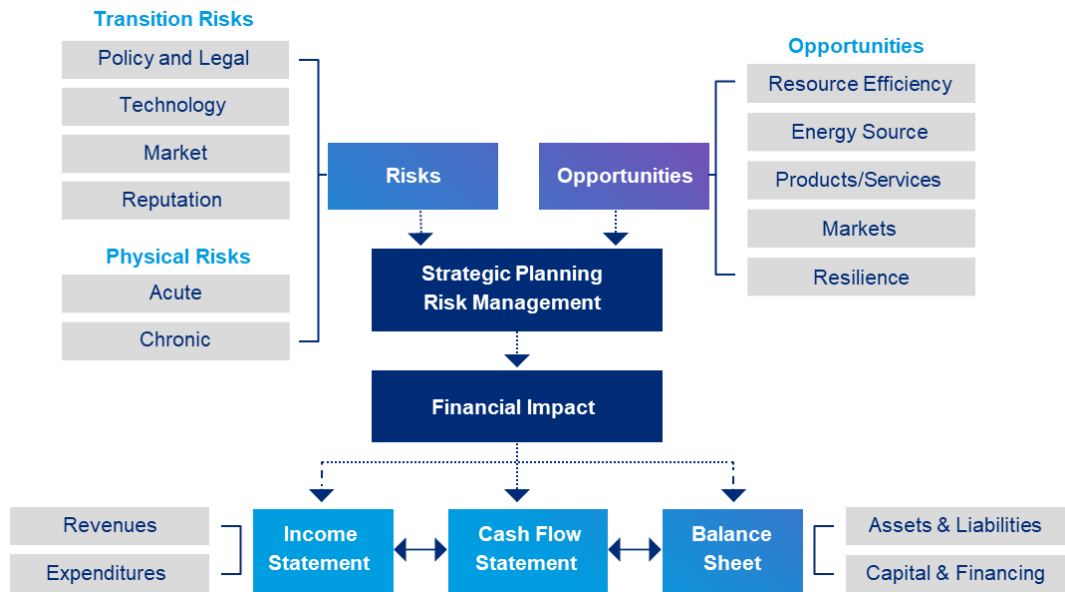 Transition Risks
Policy and Legal
Technology
Market
Reputation
Physical Risks
Acute
Chronic
Risks
Opportunities
Opportunities
Resource Efficiency
Energy Source
Products/Services
Markets
Resilience
Strategic Planning
Risk Management
Financial Impact
Revenues
Expenditures
Income
Statement
Cash Flow
Statement
Balance
Sheet
Assets & Liabilities
Capital & Financing